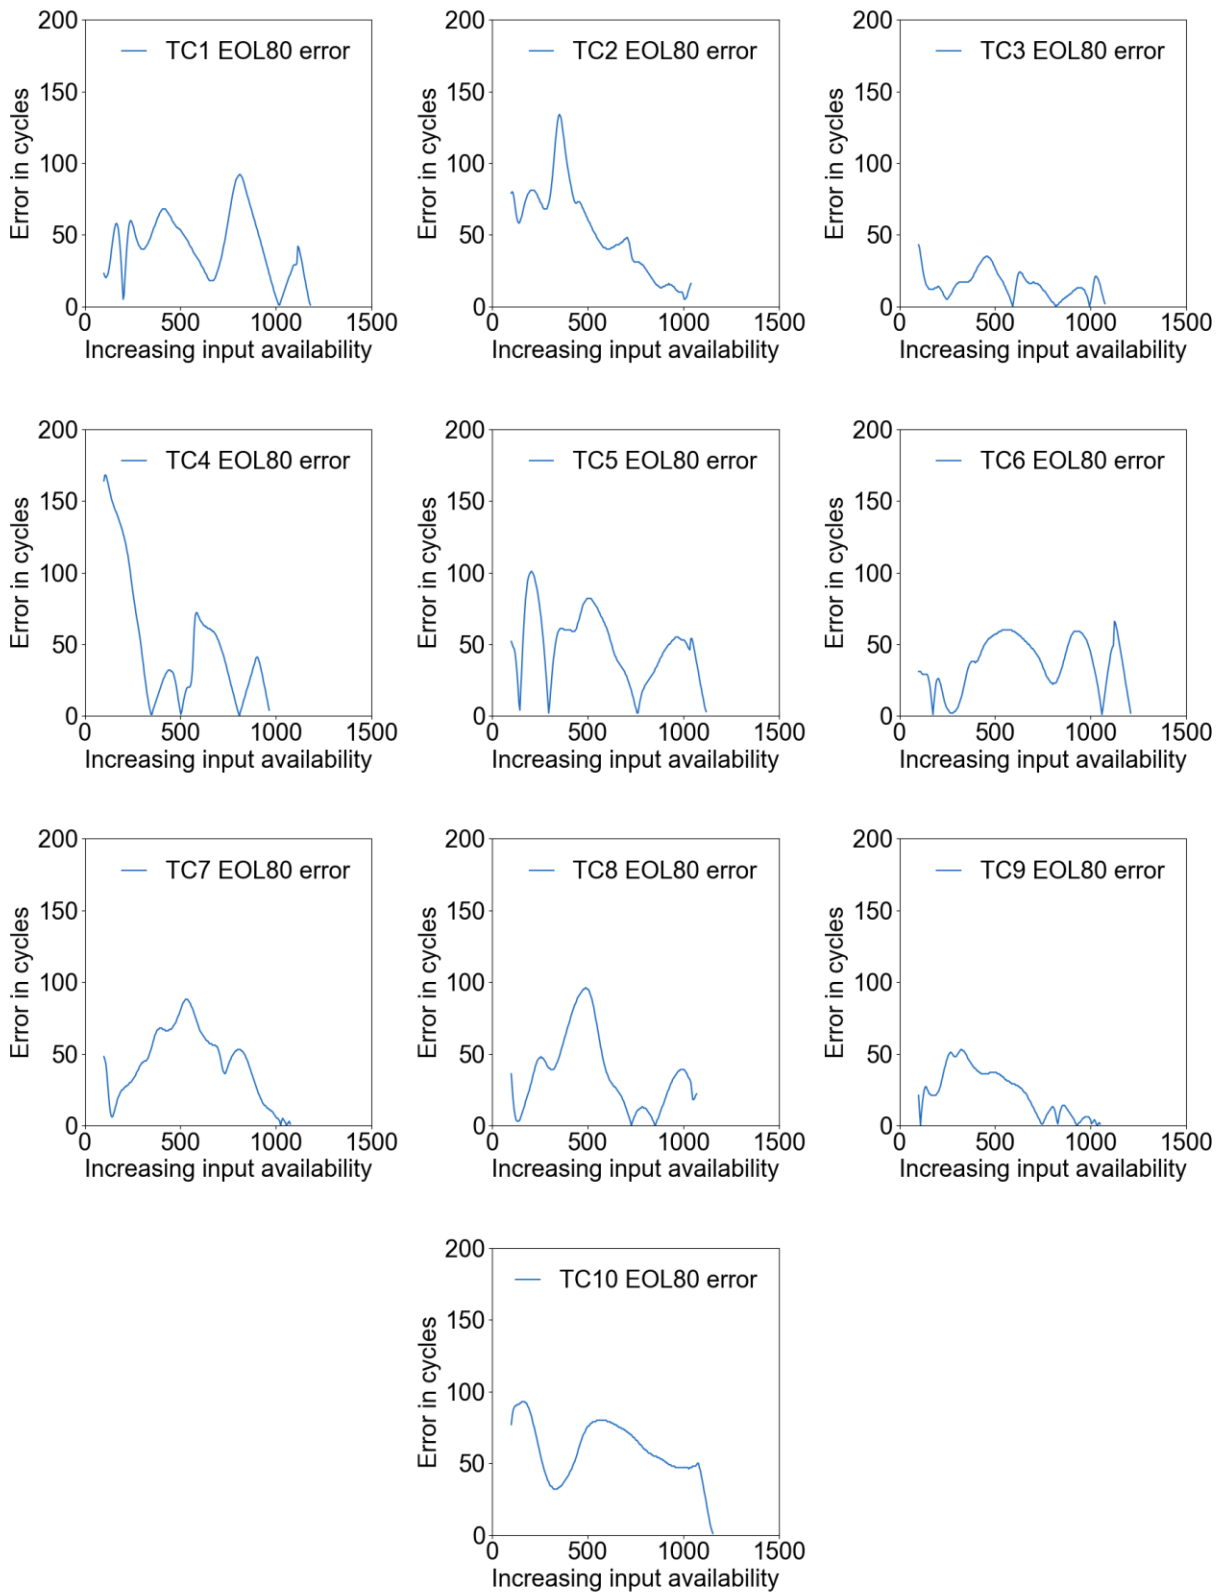 200
150
100
50
0
Error in cycles
TC1 EOL80 error
0 500 1000 1500
Increasing input availability
200
150
100
50
0
Error in cycles
TC2 EOL80 error
0 500 1000 1500
Increasing input availability
200
150
100
50
0
Error in cycles
TC3 EOL80 error
0 500 1000 1500
Increasing input availability
200
150
100
50
0
Error in cycles
TC4 EOL80 error
0 500 1000 1500
Increasing input availability
200
150
100
50
0
Error in cycles
TC5 EOL80 error
0 500 1000 1500
Increasing input availability
200
150
100
50
0
Error in cycles
TC6 EOL80 error
0 500 1000 1500
Increasing input availability
200
150
100
50
0
Error in cycles
TC7 EOL80 error
0 500 1000 1500
Increasing input availability
200
150
100
50
0
Error in cycles
TC8 EOL80 error
0 500 1000 1500
Increasing input availability
200
150
100
50
0
Error in cycles
TC9 EOL80 error
0 500 1000 1500
Increasing input availability
200
150
100
50
0
Error in cycles
TC10 EOL80 error
0 500 1000 1500
Increasing input availability